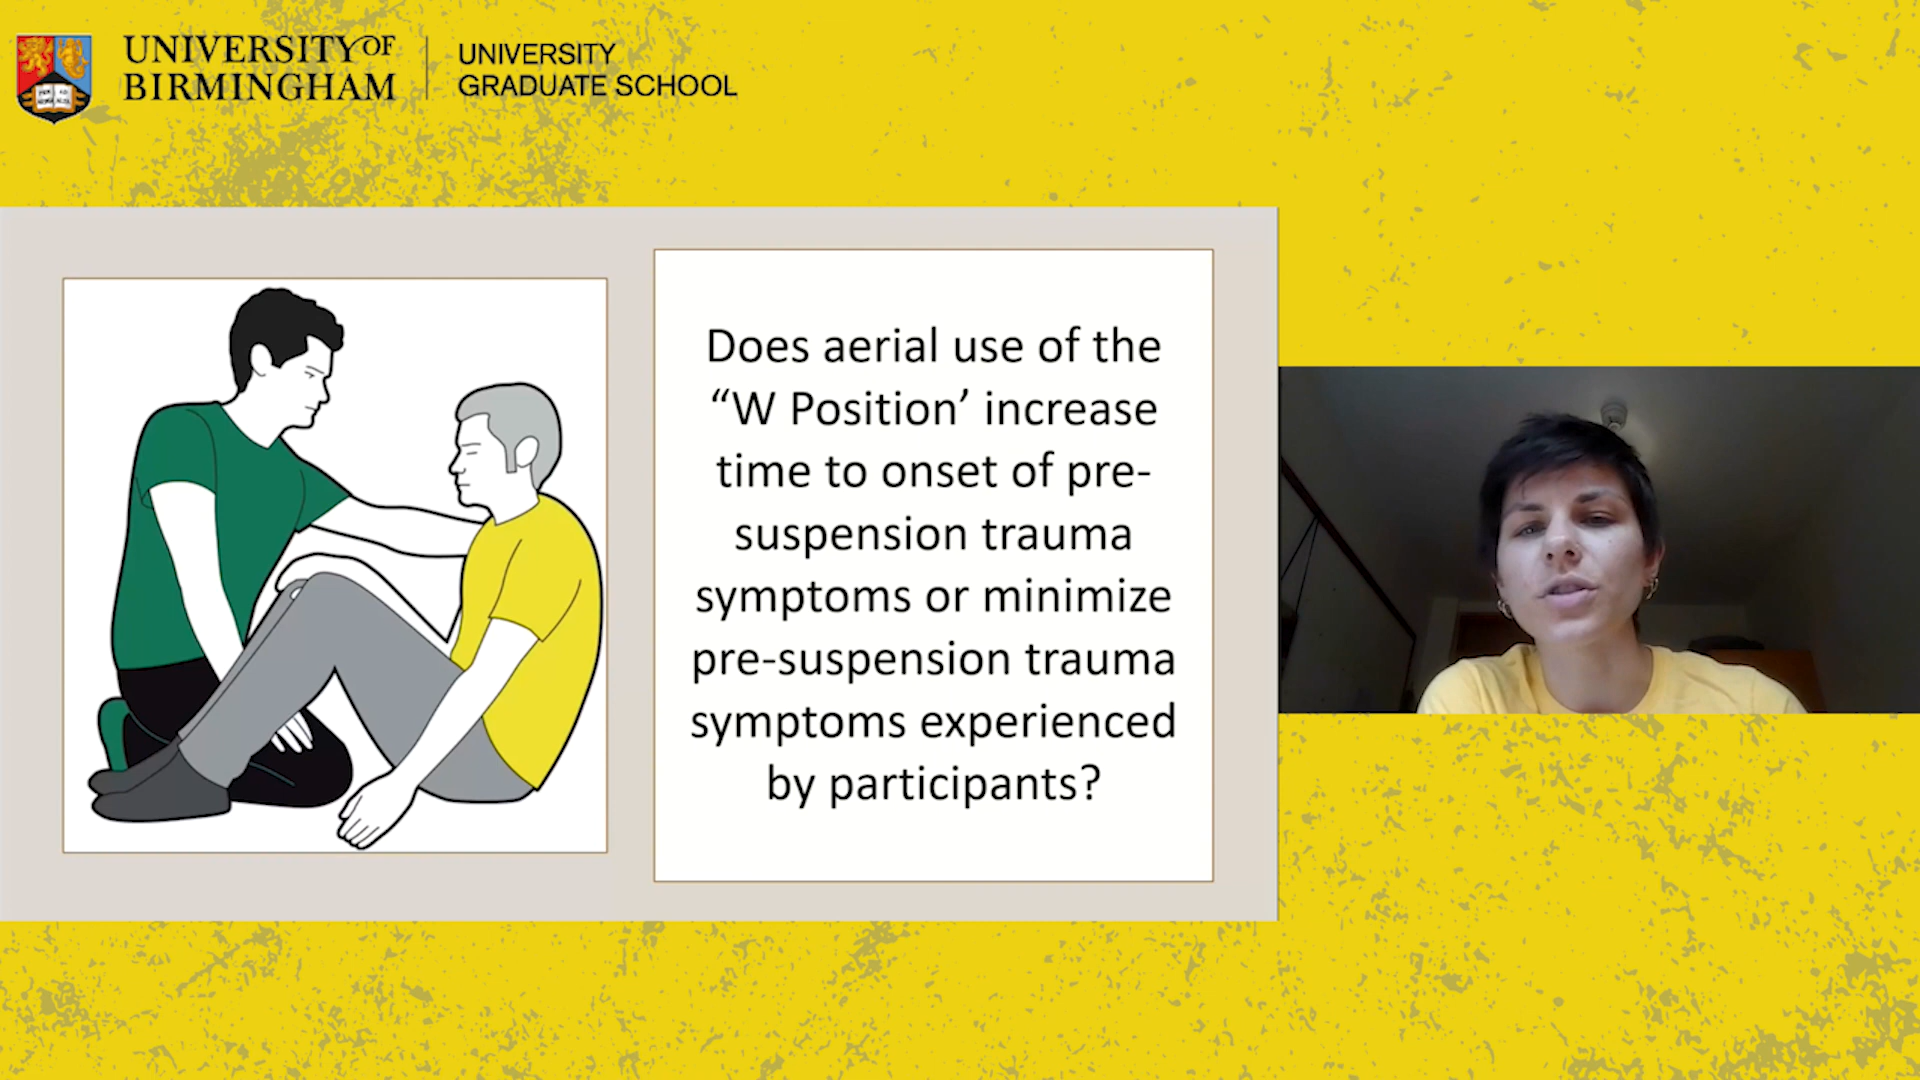 UNIVERSITY OF
BIRMINGHAM
UNIVERSITY
GRADUATE SCHOOL
Does aerial use of the
“W Position’ increase
time to onset of pre-
suspension trauma
symptoms or minimize
pre-suspension trauma
symptoms experienced
by participants?